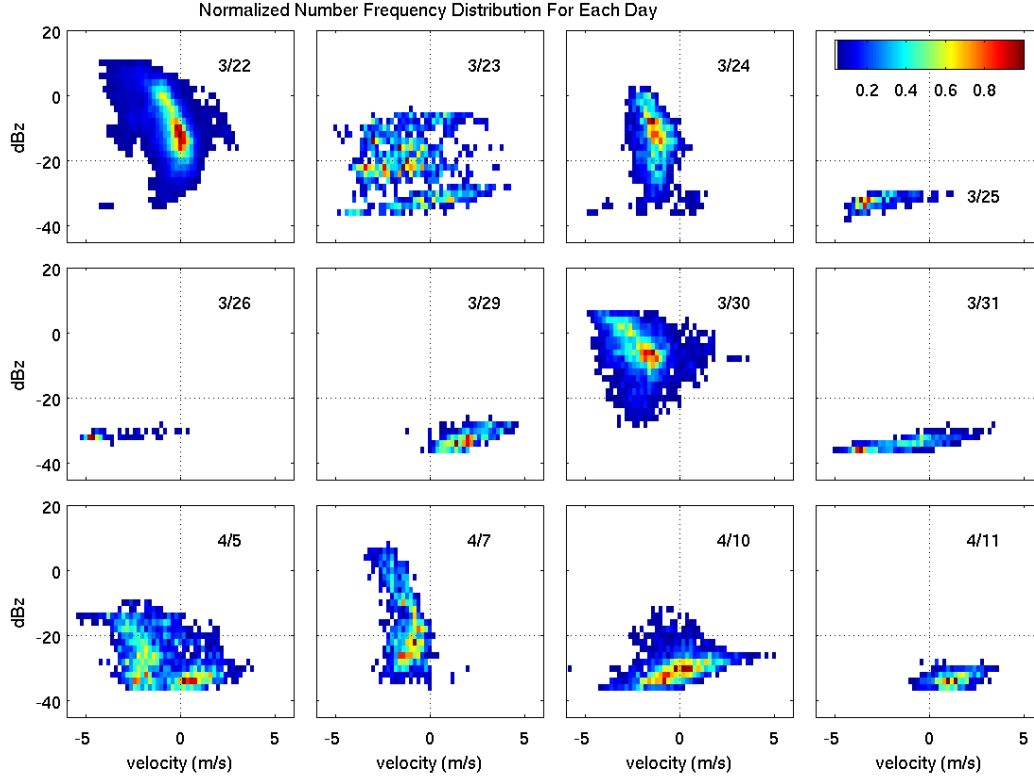 Normalized Number Frequency Distribution For Each Day
20
0
-20
-40
dBz
3/22
3/23
3/24
0.2 0.4 0.6 0.8
3/25
20
0
-20
-40
dBz
3/26
3/29
3/30
3/31
20
0
-20
-40
dBz
4/5
4/7
4/10
4/11
-5 0 5
-5 0 5
-5 0 5
-5 0 5
velocity (m/s)
velocity (m/s)
velocity (m/s)
velocity (m/s)